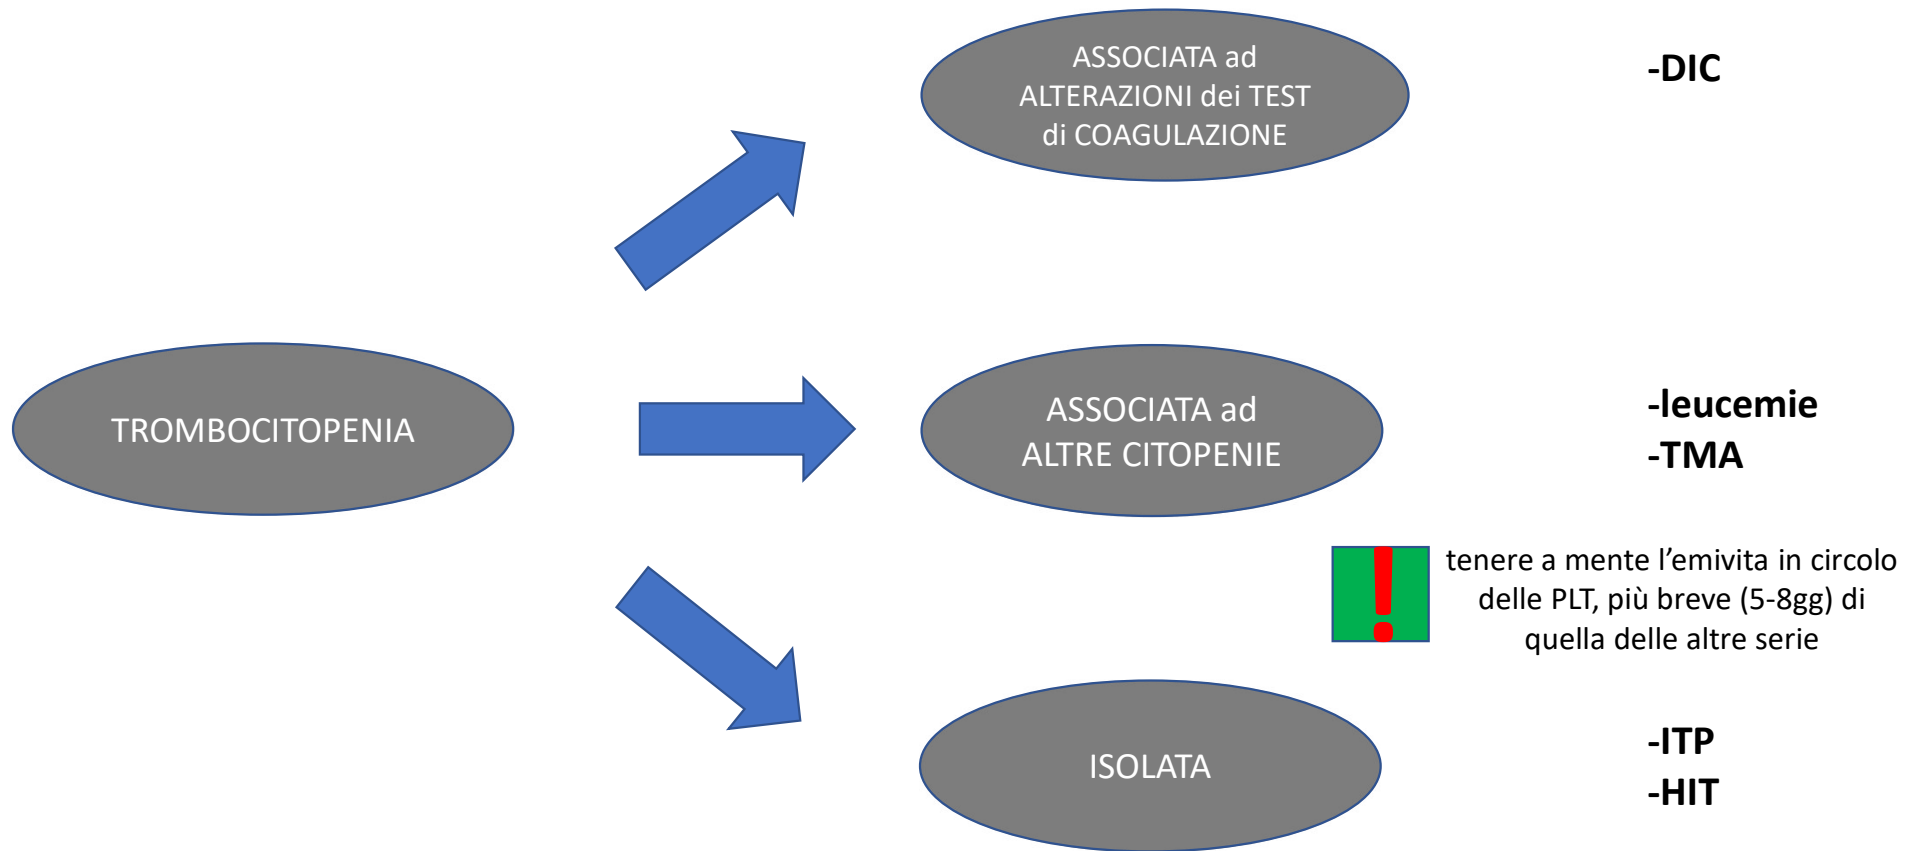 ASSOCIATA ad
ALTERAZIONI dei TEST
di COAGULAZIONE
-DIC
TROMBOCITOPENIA
ASSOCIATA ad
ALTRE CITOPENIE
-leucemie
-TMA
!
tenere a mente l’emivita in circolo
delle PLT, più breve (5-8gg) di
quella delle altre serie
ISOLATA
-ITP
-HIT